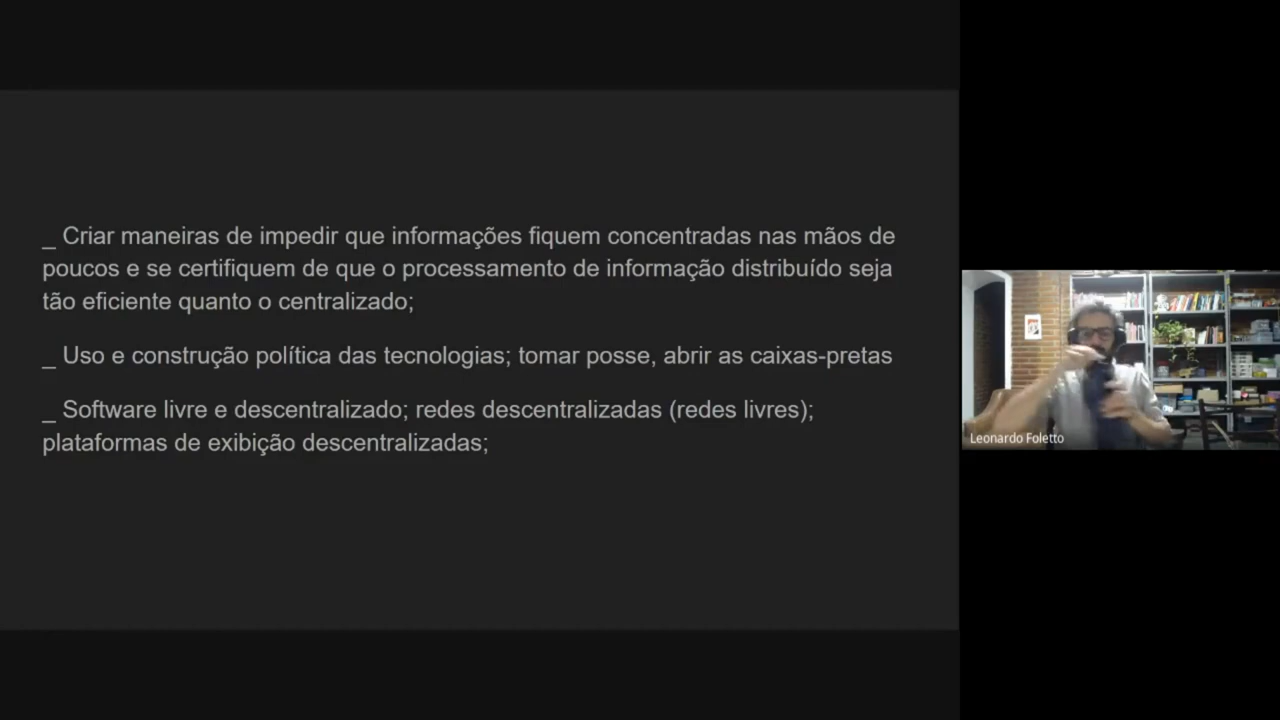 _ Criar maneiras de impedir que informações fiquem concentradas nas mãos de
poucos e se certifiquem de que o processamento de informação distribuído seja
tão eficiente quanto o centralizado;
_ Uso e construção política das tecnologias; tomar posse, abrir as caixas-pretas
_ Software livre e descentralizado; redes descentralizadas (redes livres);
plataformas de exibição descentralizadas;
Leonardo Foletto